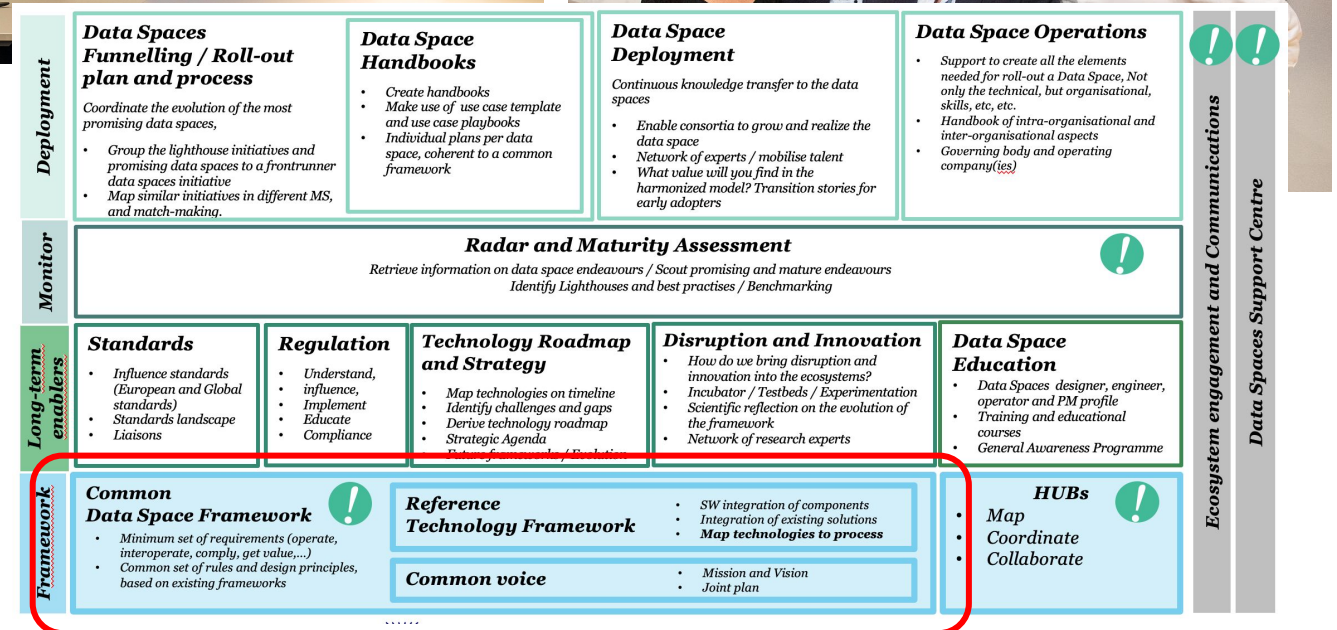 Deployment
Data Spaces
Funnelling / Roll-out
plan and process
Coordinate the evolution of the most
promising data spaces,
• Group the lighthouse initiatives and
promising data spaces to a frontrunner
data spaces initiative
• Map similar initiatives in different MS,
and match-making.
Data Space
Handbooks
• Create handbooks
• Make use of use case template
and use case playbooks
• Individual plans per data
space, coherent to a common
framework
Data Space
Deployment
Continuous knowledge transfer to the data
spaces
• Enable consortia to grow and realize the
data space
• Network of experts / mobilise talent
• What value will you find in the
harmonized model? Transition stories for
early adopters
Data Space Operations
• Support to create all the elements
needed for roll-out a Data Space, Not
only the technical, but organisational,
skills, etc, etc.
• Handbook of intra-organisational and
inter-organisational aspects
• Governing body and operating
company(ies)
Monitor
Radar and Maturity Assessment
Retrieve information on data space endeavours / Scout promising and mature endeavours
Identify Lighthouses and best practises / Benchmarking
!
Long-term
enablers
Standards
• Influence standards
(European and Global
standards)
• Standards landscape
• Liaisons
Regulation
• Understand,
• influence,
• Implement
• Educate
• Compliance
Technology Roadmap
and Strategy
• Map technologies on timeline
• Identify challenges and gaps
• Derive technology roadmap
• Strategic Agenda
• Future frameworks / Evolution
Disruption and Innovation
• How do we bring disruption and
innovation into the ecosystems?
• Incubator / Testbeds / Experimentation
• Scientific reflection on the evolution of
the framework
• Network of research experts
Data Space
Education
• Data Spaces designer, engineer,
operator and PM profile
• Training and educational
courses
• General Awareness Programme
Framework
Common
Data Space Framework
!
• Minimum set of requirements (operate,
interoperate, comply, get value,...)
• Common set of rules and design principles,
based on existing frameworks
Reference
Technology Framework
• SW integration of components
• Integration of existing solutions
• Map technologies to process
Common voice
• Mission and Vision
• Joint plan
HUBs
!
• Map
• Coordinate
• Collaborate
!
Ecosystem engagement and Communications
!
Data Spaces Support Centre